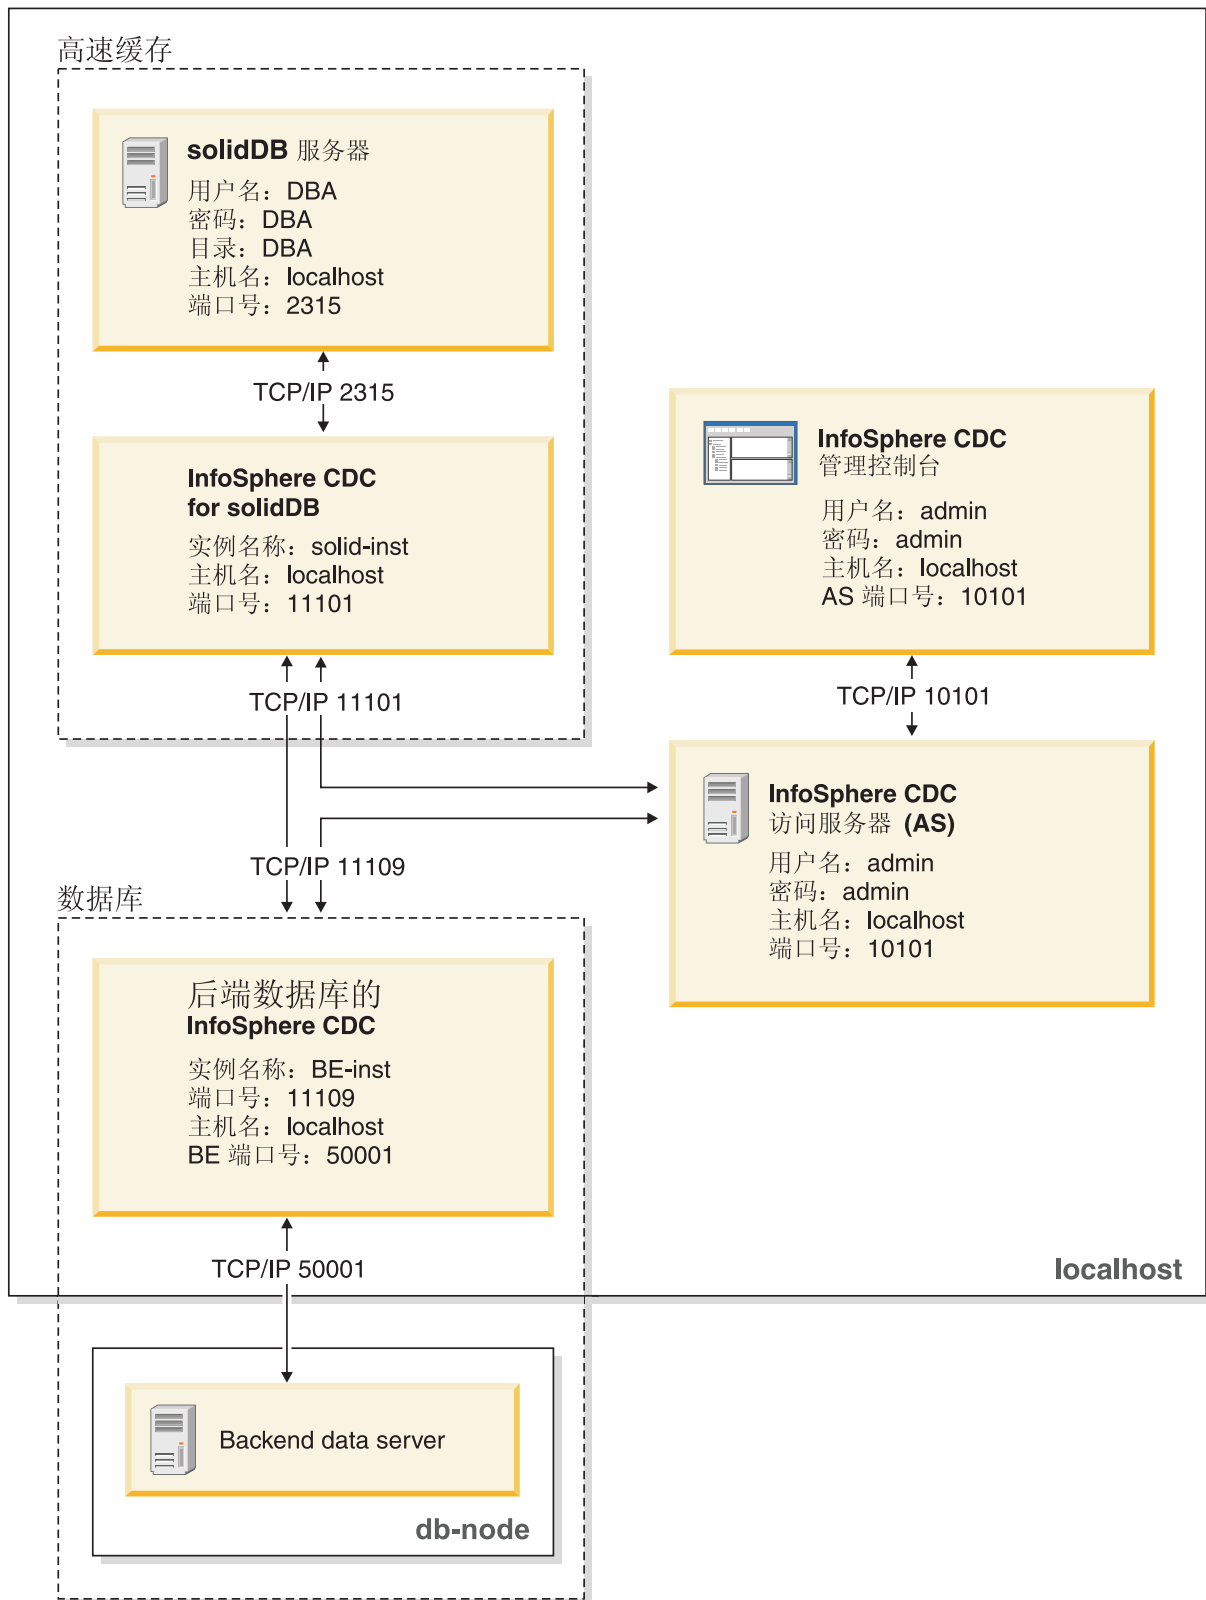 高速缓存
solidDB 服务器
用户名：DBA
密码：DBA
目录：DBA
主机名：localhost
端口号：2315
TCP/IP 2315
InfoSphere CDC
for solidDB
实例名称：solid-inst
主机名：localhost
端口号：11101
TCP/IP 11101
InfoSphere CDC
管理控制台
用户名：admin
密码：admin
主机名：localhost
AS 端口号：10101
TCP/IP 10101
InfoSphere CDC
访问服务器 (AS)
用户名：admin
密码：admin
主机名：localhost
端口号：10101
TCP/IP 11109
数据库
后端数据库的
InfoSphere CDC
实例名称：BE-inst
端口号：11109
主机名：localhost
BE 端口号：50001
TCP/IP 50001
localhost
Backend data server
db-node